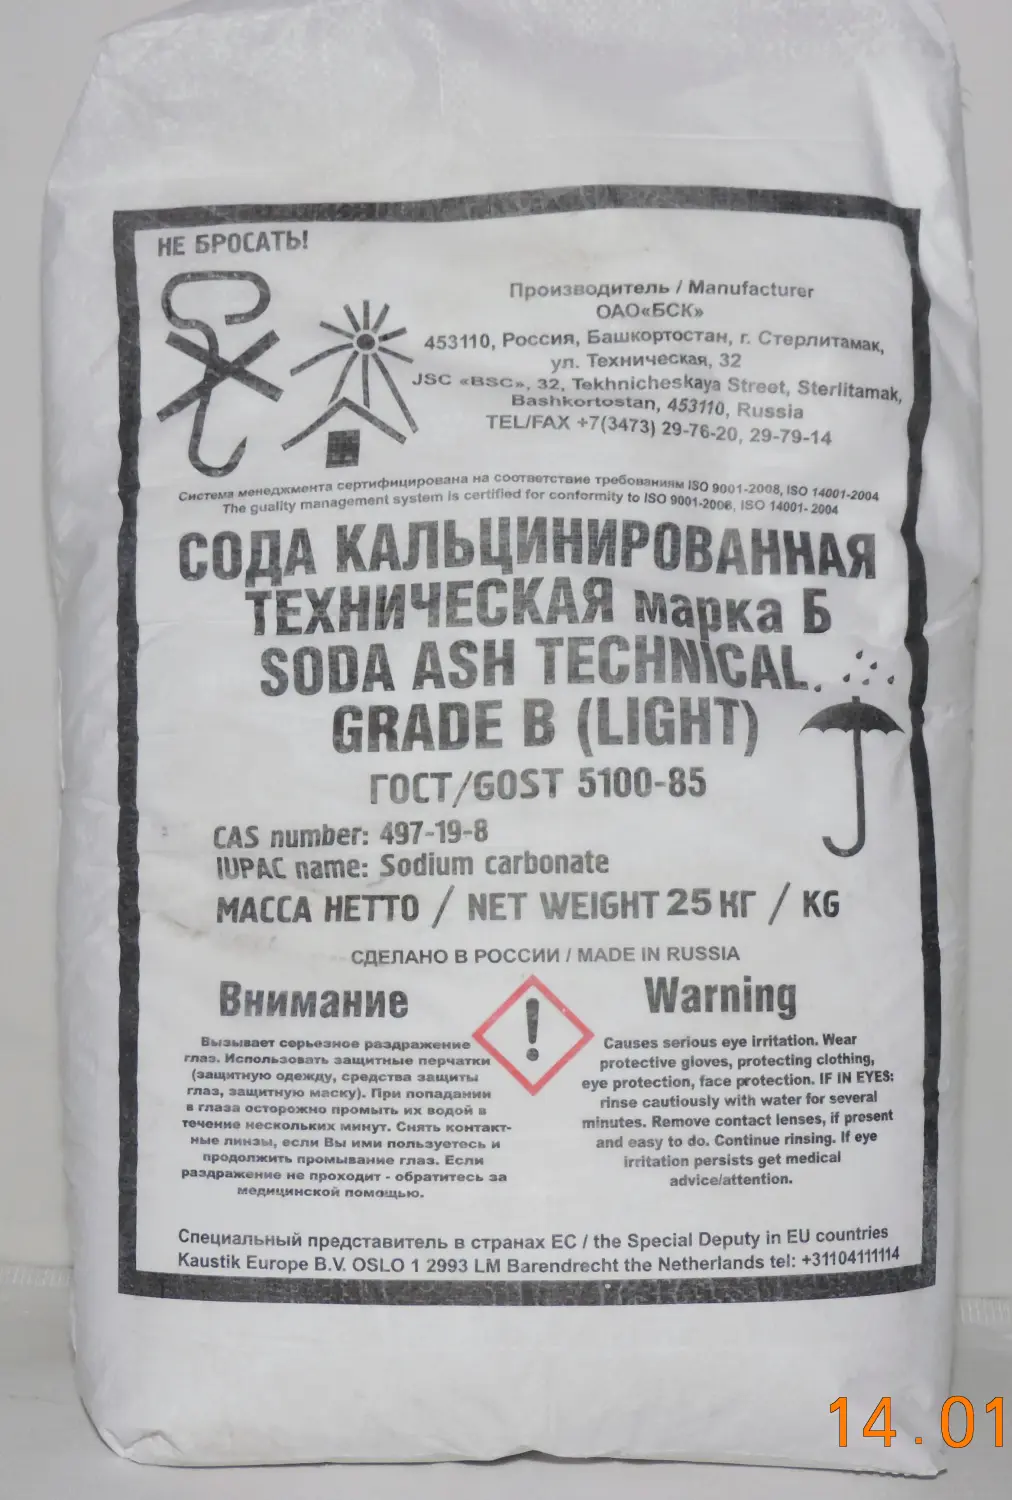 НЕ БРОСАТЬ!
Производитель / Manufacturer
ОАО«БСК»
453110, Россия, Башкортостан, г. Стерлитамак,
ул. Техническая, 32
JSC «BSC», 32, Tekhnicheskaya Street, Sterlitamak,
Bashkortostan, 453110, Russia
TEL/FAX +7(3473) 29-76-20, 29-79-14
Система менеджмента сертифицирована на соответствие требованиям ISO 9001-2008, ISO 14001-2004
The guality management system is certified for conformity to ISO 9001-2008, ISO 14001-2004
СОДА КАЛЬЦИНИРОВАННАЯ
ТЕХНИЧЕСКАЯ марка Б
SODA ASH TECHNICAL.
GRADE B (LIGHT)
ГОСТ/GOST 5100-85
CAS number: 497-19-8
IUPAC name: Sodium carbonate
МАССА НЕТТО / NET WEIGHT 25 КГ / KG
СДЕЛАНО В РОССИИ / MADE IN RUSSIA
Внимание
Вызывает серьезное раздражение
глаз. Использовать защитные перчатки
(защитную одежду, средства защиты
глаз, защитную маску). При попадании
в глаза осторожно промыть их водой в
течение нескольких минут. Снять контакт-
ные линзы, если Вы ими пользуетесь и
продолжить промывание глаз. Если
раздражение не проходит - обратитесь за
медицинской помощью.
Warning
Causes serious eye irritation. Wear
protective gloves, protecting clothing,
eye protection, face protection. IF IN EYES:
rinse cautiously with water for several
minutes. Remove contact lenses, if present
and easy to do. Continue rinsing. If eye
irritation persists get medical
advice/attention.
Специальный представитель в странах ЕС / the Special Deputy in EU countries
Kaustik Europe B.V. OSLO 1 2993 LM Barendrecht the Netherlands tel: +31104111114
14.01